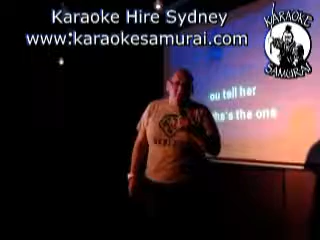 Karaoke Hire Sydney
www.karaokesamurai.com
KARAOKE
SAMURAI
ou tell her
she's the one